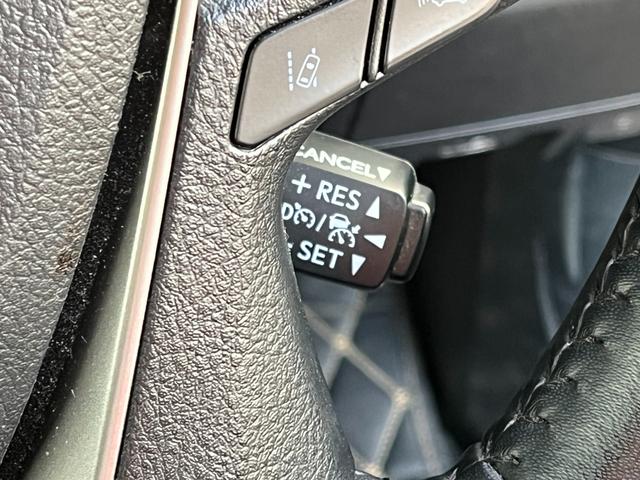 CANCEL▼
+ RES ▲
/ ◀
- SET ▼